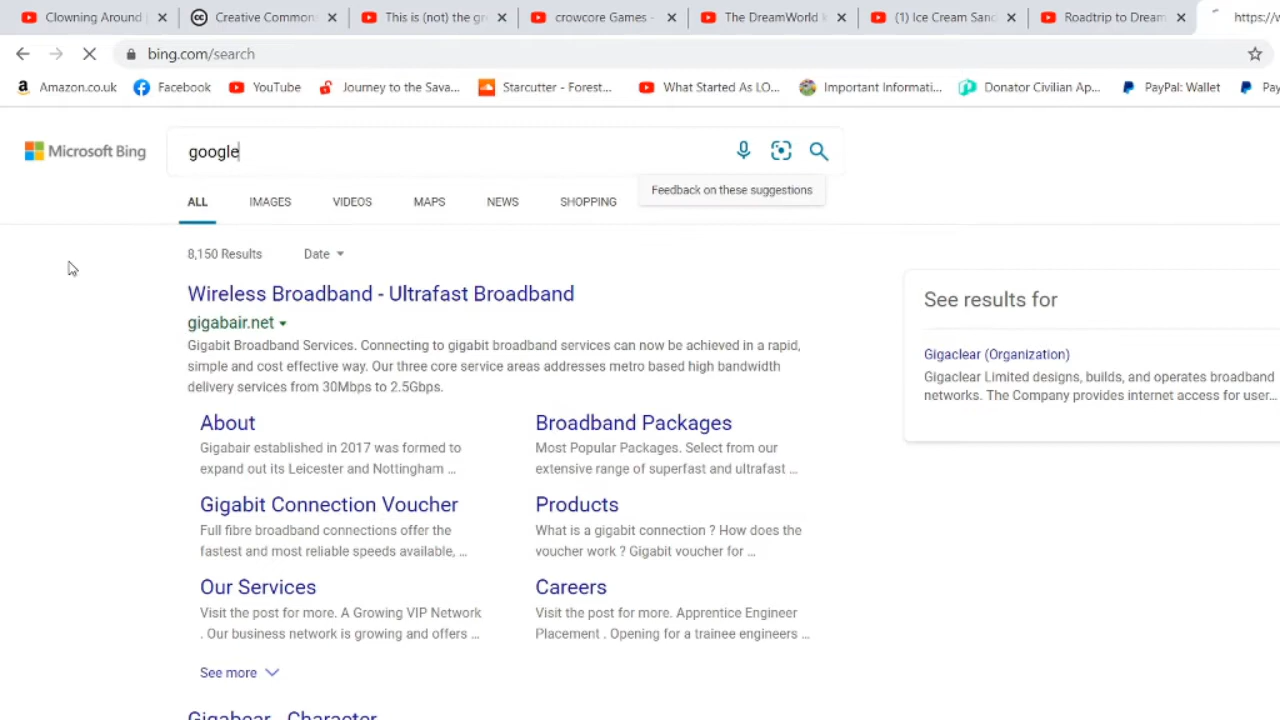 Clowning Around
Creative Common
This is (not) the gr
crowcore Games -
The DreamWorld
(1) Ice Cream Sand
Roadtrip to Dream
https://w
bing.com/search
Amazon.co.uk
Facebook
YouTube
Journey to the Sava...
Starcutter - Forest...
What Started As LO...
Important Informati...
Donator Civilian Ap...
PayPal: Wallet
Pay
Microsoft Bing
google
Feedback on these suggestions
ALL
IMAGES
VIDEOS
MAPS
NEWS
SHOPPING
8,150 Results
Date
Wireless Broadband - Ultrafast Broadband
gigabair.net
Gigabit Broadband Services. Connecting to gigabit broadband services can now be achieved in a rapid,
simple and cost effective way. Our three core service areas addresses metro based high bandwidth
delivery services from 30Mbps to 2.5Gbps.
About
Gigabair established in 2017 was formed to
expand out its Leicester and Nottingham ...
Broadband Packages
Most Popular Packages. Select from our
extensive range of superfast and ultrafast ...
Gigabit Connection Voucher
Full fibre broadband connections offer the
fastest and most reliable speeds available, ...
Products
What is a gigabit connection ? How does the
voucher work ? Gigabit voucher for ...
Our Services
Visit the post for more. A Growing VIP Network
. Our business network is growing and offers ...
Careers
Visit the post for more. Apprentice Engineer
Placement . Opening for a trainee engineers ...
See more
Gigabear - Character
See results for
Gigaclear (Organization)
Gigaclear Limited designs, builds, and operates broadband
networks. The Company provides internet access for user...